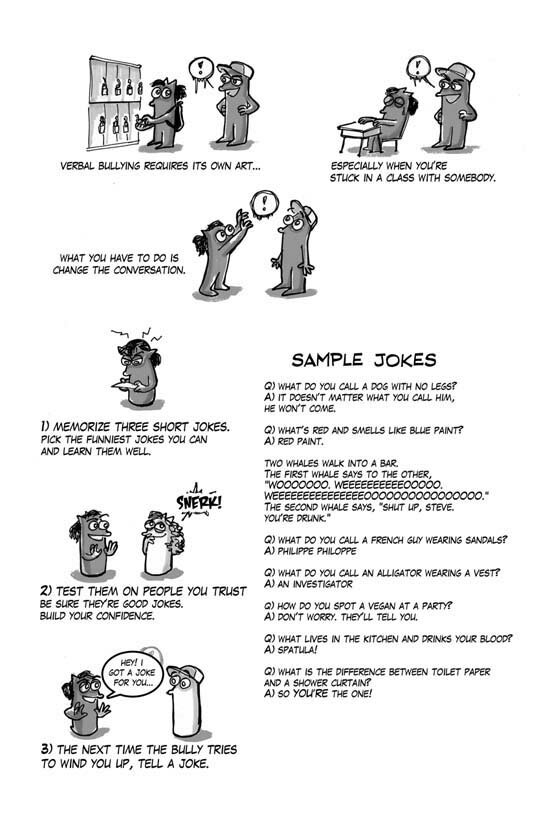 !
!
VERBAL BULLYING REQUIRES ITS OWN ART...
ESPECIALLY WHEN YOU'RE
STUCK IN A CLASS WITH SOMEBODY.
!
WHAT YOU HAVE TO DO IS
CHANGE THE CONVERSATION.
1) MEMORIZE THREE SHORT JOKES.
PICK THE FUNNIEST JOKES YOU CAN
AND LEARN THEM WELL.
SNERK!
2) TEST THEM ON PEOPLE YOU TRUST
BE SURE THEY'RE GOOD JOKES.
BUILD YOUR CONFIDENCE.
HEY! I
GOT A JOKE
FOR YOU...
3) THE NEXT TIME THE BULLY TRIES
TO WIND YOU UP, TELL A JOKE.
SAMPLE JOKES
Q) WHAT DO YOU CALL A DOG WITH NO LEGS?
A) IT DOESN'T MATTER WHAT YOU CALL HIM,
HE WON'T COME.
Q) WHAT'S RED AND SMELLS LIKE BLUE PAINT?
A) RED PAINT.
TWO WHALES WALK INTO A BAR.
THE FIRST WHALE SAYS TO THE OTHER,
"WOOOOOOO. WEEEEEEEEEEOOOOO.
WEEEEEEEEEEEEEEEEOOOOOOOOOOOOOOOOOO."
THE SECOND WHALE SAYS, "SHUT UP, STEVE.
YOU'RE DRUNK."
Q) WHAT DO YOU CALL A FRENCH GUY WEARING SANDALS?
A) PHILIPPE PHILOPPE
Q) WHAT DO YOU CALL AN ALLIGATOR WEARING A VEST?
A) AN INVESTIGATOR
Q) HOW DO YOU SPOT A VEGAN AT A PARTY?
A) DON'T WORRY. THEY'LL TELL YOU.
Q) WHAT LIVES IN THE KITCHEN AND DRINKS YOUR BLOOD?
A) SPATULA!
Q) WHAT IS THE DIFFERENCE BETWEEN TOILET PAPER
AND A SHOWER CURTAIN?
A) SO YOU'RE THE ONE!